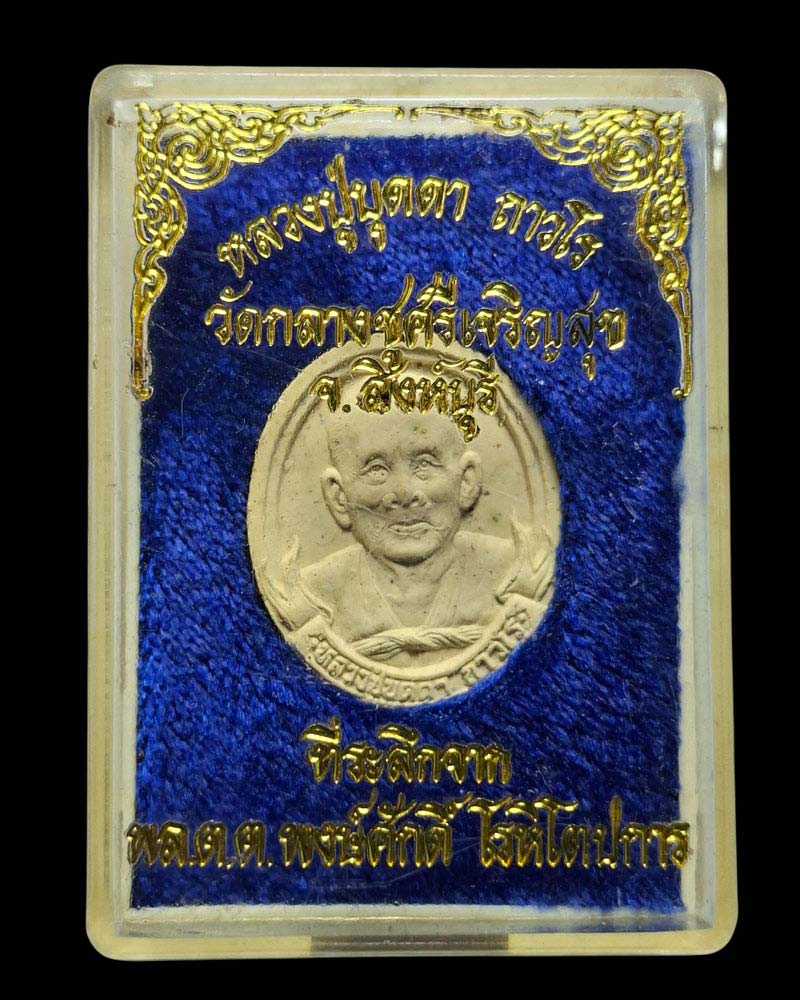 หลวงปู่บุดดา ถาวโร
วัดกลางชูศรีเจริญสุข
จ.สิงห์บุรี
หลวงปู่บุดดา ถาวโร
ที่ระลึกจาก
พล.ต.ต.พงษ์ศักดิ์ โรหิโตปการ